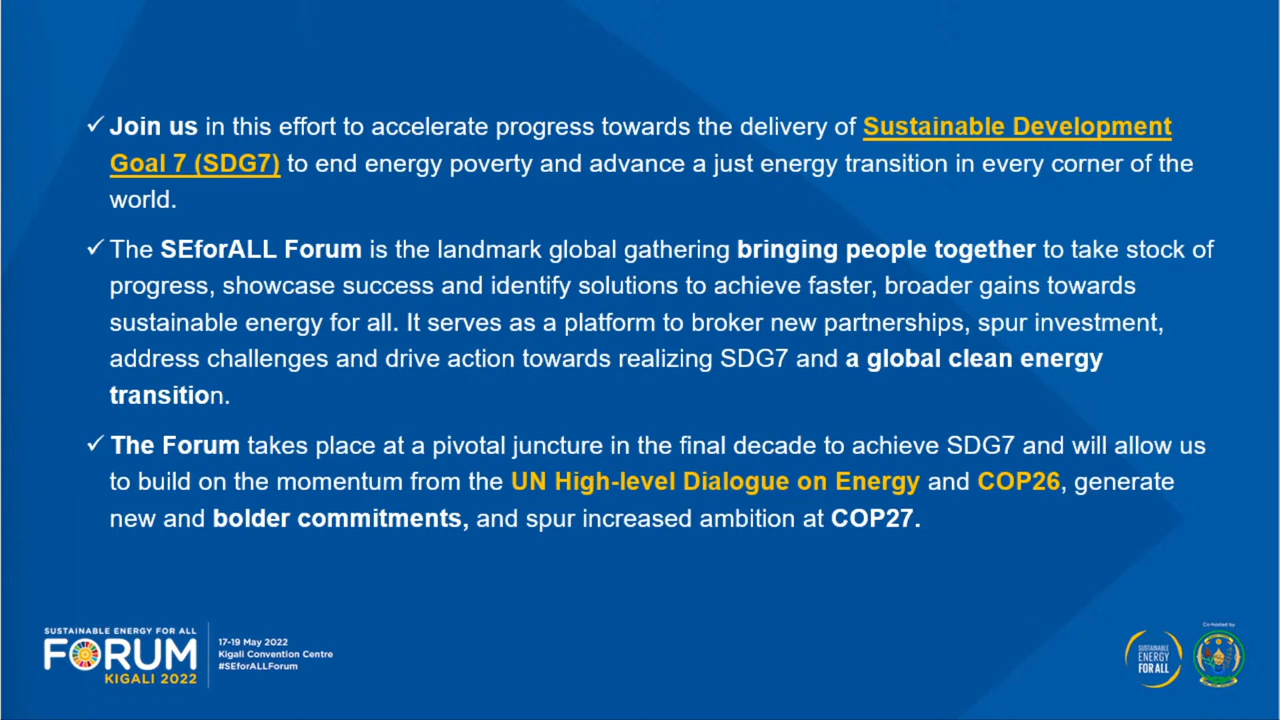 ✓ Join us in this effort to accelerate progress towards the delivery of Sustainable Development
Goal 7 (SDG7) to end energy poverty and advance a just energy transition in every corner of the
world.
✓ The SEforALL Forum is the landmark global gathering bringing people together to take stock of
progress, showcase success and identify solutions to achieve faster, broader gains towards
sustainable energy for all. It serves as a platform to broker new partnerships, spur investment,
address challenges and drive action towards realizing SDG7 and a global clean energy
transition.
✓ The Forum takes place at a pivotal juncture in the final decade to achieve SDG7 and will allow us
to build on the momentum from the UN High-level Dialogue on Energy and COP26, generate
new and bolder commitments, and spur increased ambition at COP27.
SUSTAINABLE ENERGY FOR ALL
FORUM
KIGALI 2022
17-19 May 2022
Kigali Convention Centre
#SEforALLForum
SUSTAINABLE
ENERGY
FOR ALL
Co-hosted by